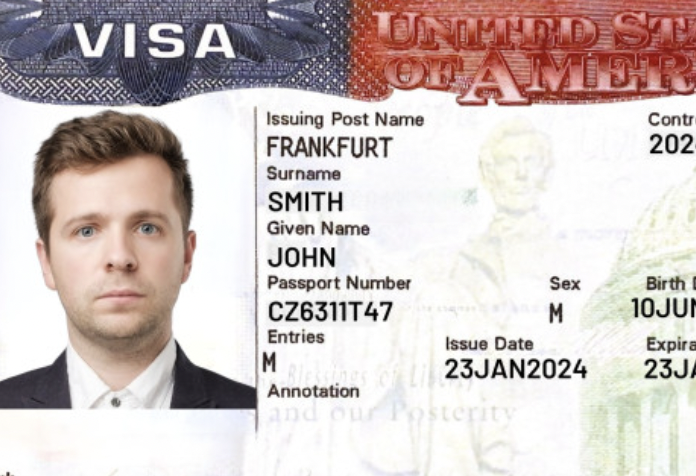 VISA
UNITED ST
OF AMER
Issuing Post Name
FRANKFURT
Surname
SMITH
Given Name
JOHN
Passport Number
CZ6311T47
Entries
M
Annotation
Sex
M
Issue Date
23JAN2024
Contr
202
Birth D
10JUN
Expira
23JA
Blessings of Liberty
and our Posterity